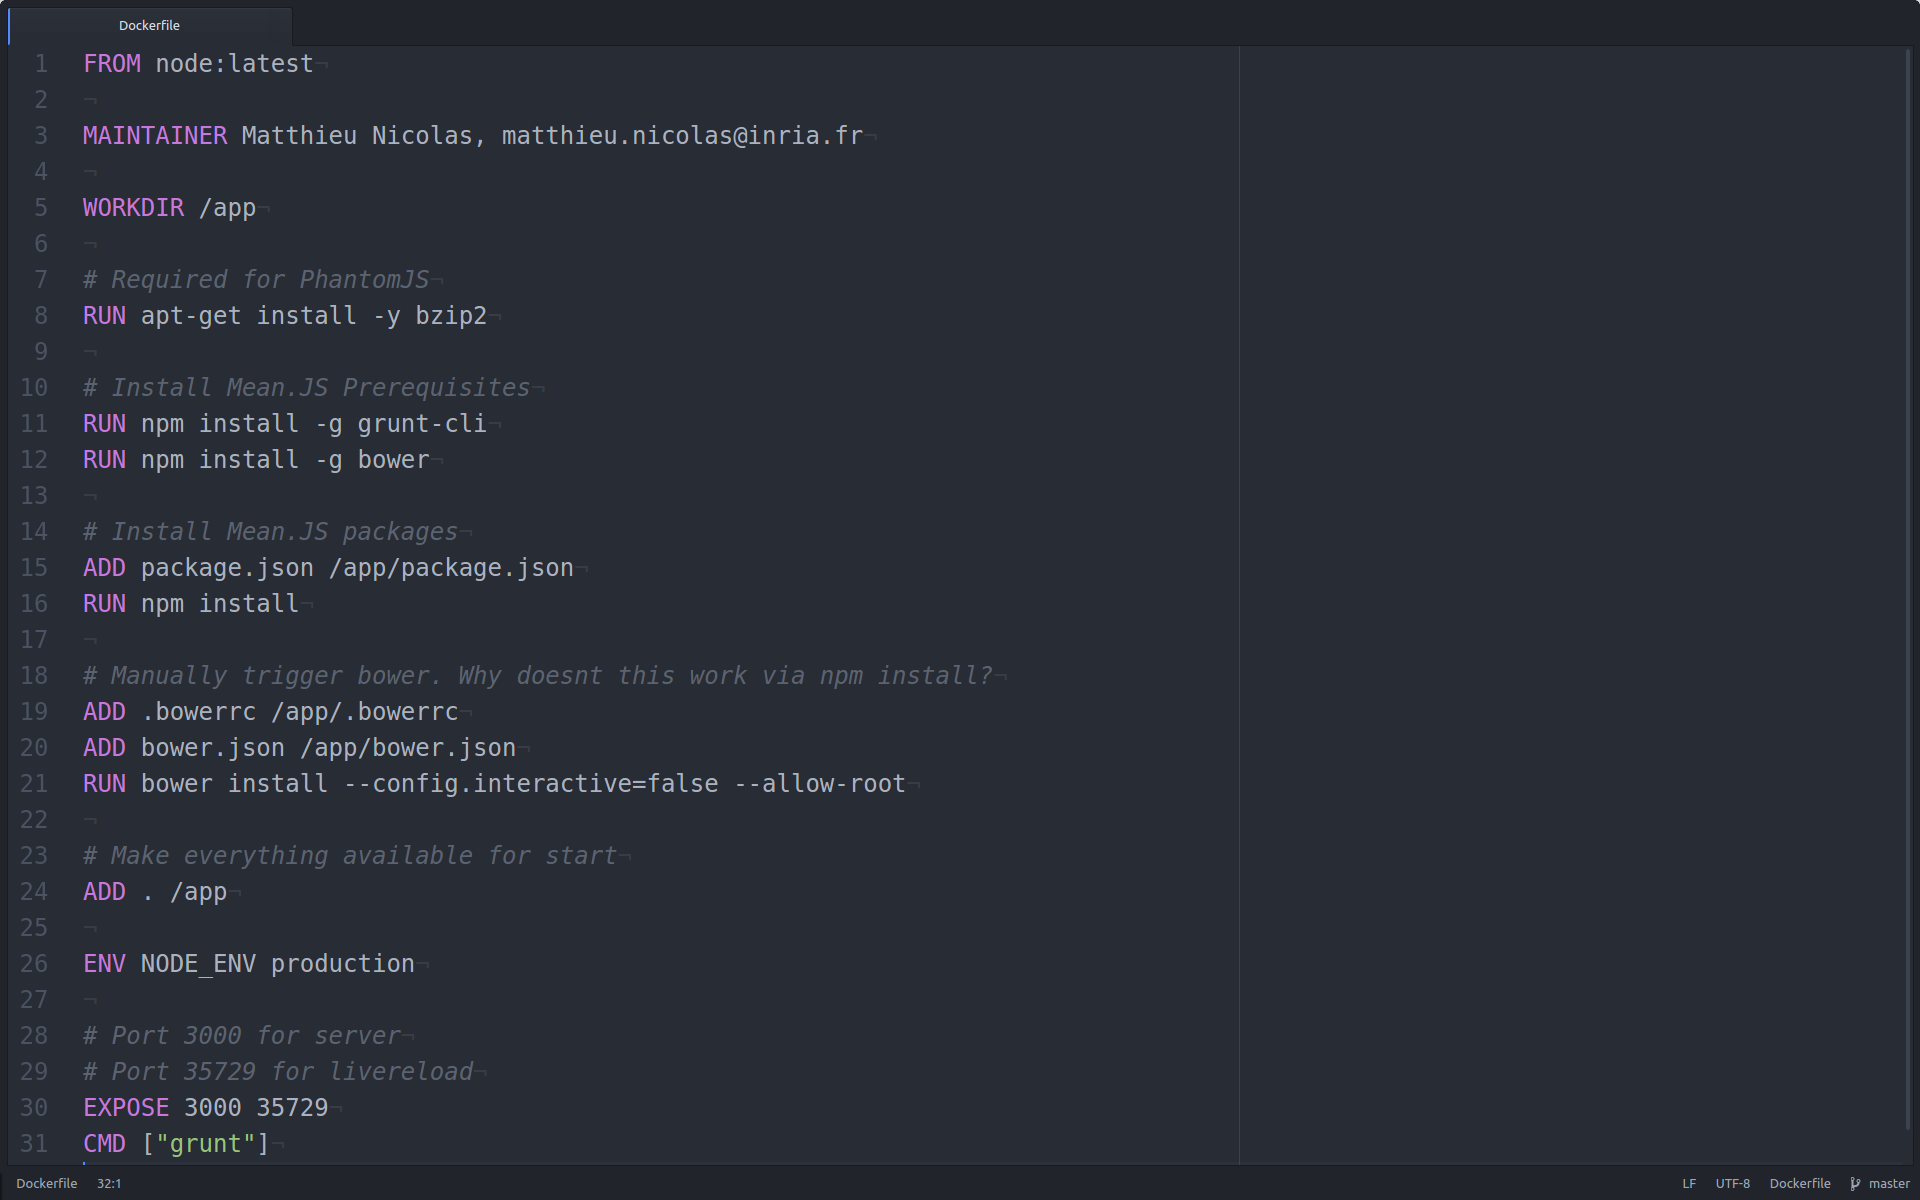 Dockerfile
1 FROM node:latest¬
2 ¬
3 MAINTAINER Matthieu Nicolas, matthieu.nicolas@inria.fr¬
4 ¬
5 WORKDIR /app¬
6 ¬
7 # Required for PhantomJS¬
8 RUN apt-get install -y bzip2¬
9 ¬
10 # Install Mean.JS Prerequisites¬
11 RUN npm install -g grunt-cli¬
12 RUN npm install -g bower¬
13 ¬
14 # Install Mean.JS packages¬
15 ADD package.json /app/package.json¬
16 RUN npm install¬
17 ¬
18 # Manually trigger bower. Why doesnt this work via npm install?¬
19 ADD .bowerrc /app/.bowerrc¬
20 ADD bower.json /app/bower.json¬
21 RUN bower install --config.interactive=false --allow-root¬
22 ¬
23 # Make everything available for start¬
24 ADD . /app¬
25 ¬
26 ENV NODE_ENV production¬
27 ¬
28 # Port 3000 for server¬
29 # Port 35729 for livereload¬
30 EXPOSE 3000 35729¬
31 CMD ["grunt"]¬
Dockerfile 32:1 LF UTF-8 Dockerfile master